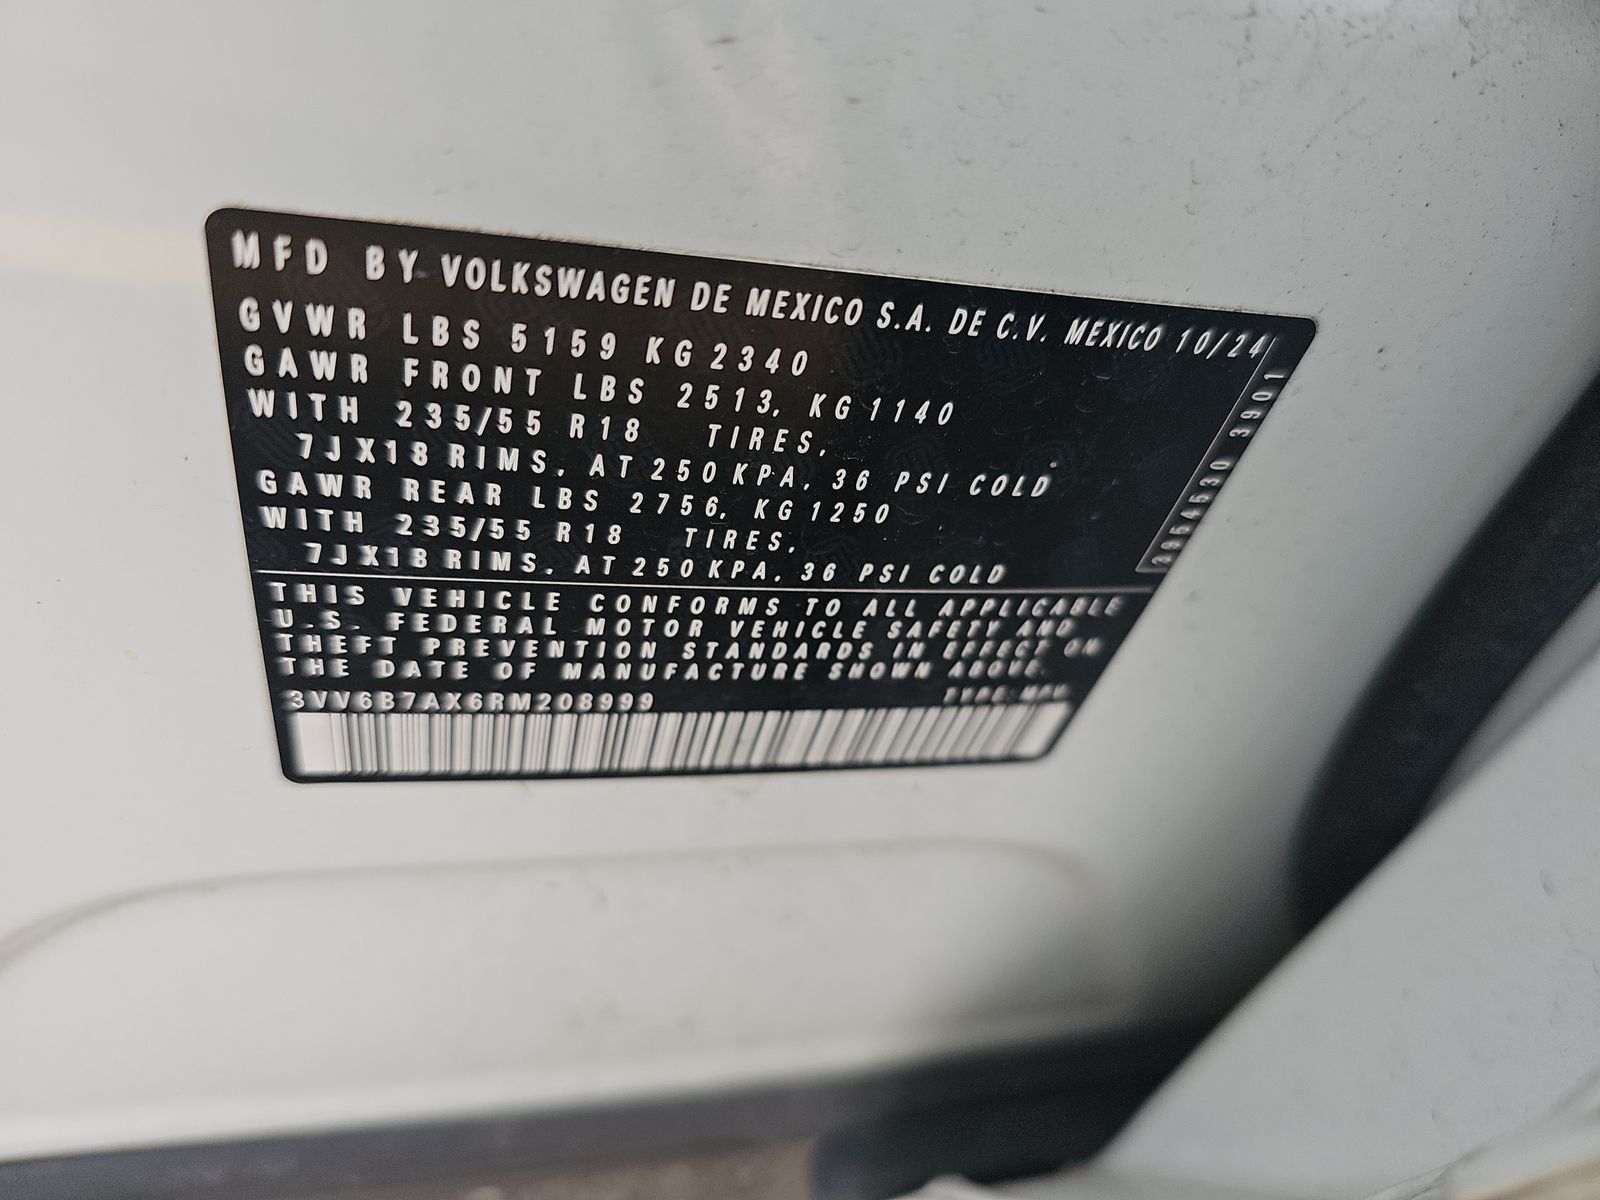 MFD BY VOLKSWAGEN DE MEXICO S.A. DE C.V. MEXICO 10/24
GVWR LBS 5159 KG 2340
GAWR FRONT LBS 2513, KG 1140
WITH 235/55 R18 TIRES,
7JX18 RIMS, AT 250 KPA, 36 PSI COLD
GAWR REAR LBS 2756, KG 1250
WITH 235/55 R18 TIRES,
7JX18 RIMS, AT 250 KPA, 36 PSI COLD
THIS VEHICLE CONFORMS TO ALL APPLICABLE
U.S. FEDERAL MOTOR VEHICLE SAFETY AND
THEFT PREVENTION STANDARDS IN EFFECT ON
THE DATE OF MANUFACTURE SHOWN ABOVE.
3VV6B7AX6RM208999 TYPE: MPV
3901